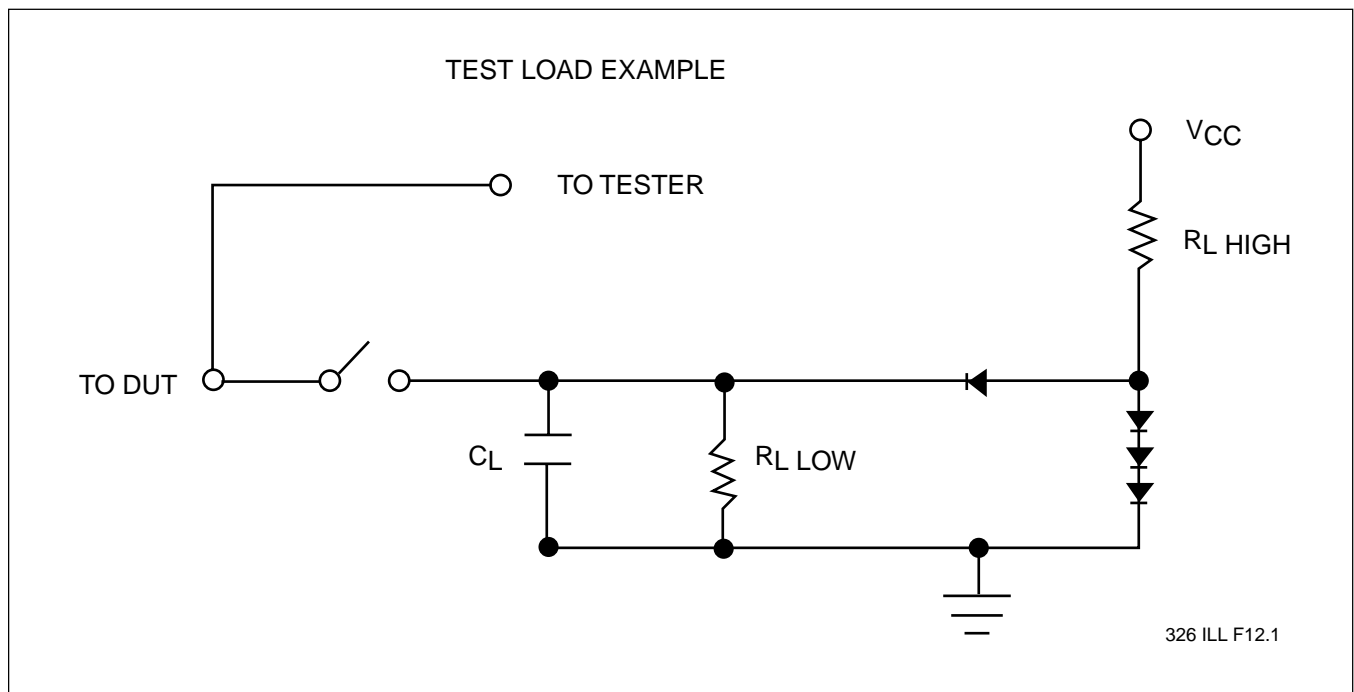 TEST LOAD EXAMPLE
VCC
TO TESTER
RL HIGH
TO DUT
CL
RL LOW
326 ILL F12.1